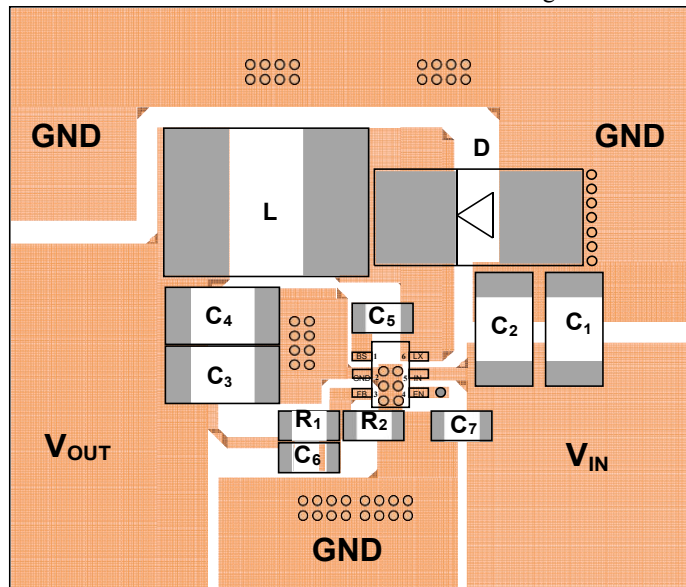 GND
D
GND
L
C4
C5
C2
C1
BS 1 6 LX
GND 2 5 IN
FB 3 4 EN
C3
R1
R2
C7
C6
VOUT
VIN
GND